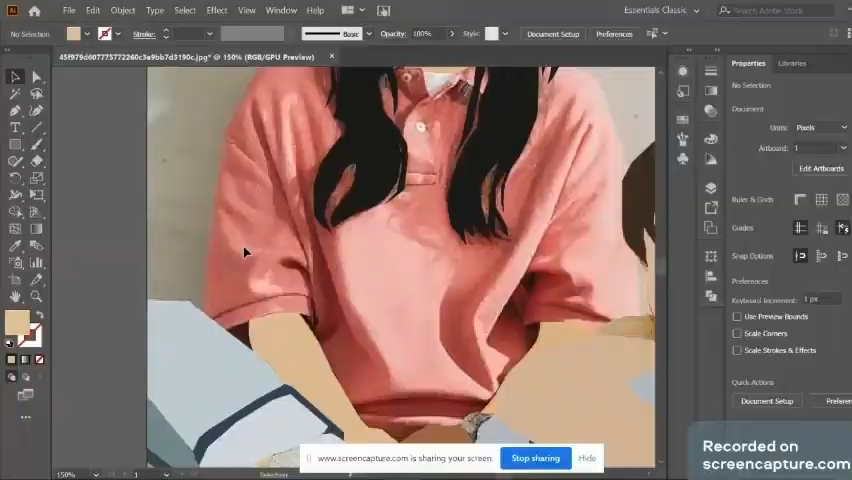 Ai File Edit Object Type Select Effect View Window Help Essentials Classic Search Adobe Stock
No Selection Stroke: Basic Opacity: 100% Style: Document Setup Preferences
45f979d607775772260c3e9bb7d3190c.jpg* @ 150% (RGB/GPU Preview) ×
Properties Libraries
No Selection
Document
Units: Pixels
Artboard: 1
Edit Artboards
Ruler & Grids
Guides
Snap Options
Preferences
Keyboard Increment: 1 px
Use Preview Bounds
Scale Corners
Scale Strokes & Effects
Quick Actions
Document Setup
Recorded on
screencapture.com
www.screencapture.com is sharing your screen. Stop sharing Hide
150% 1 Selection